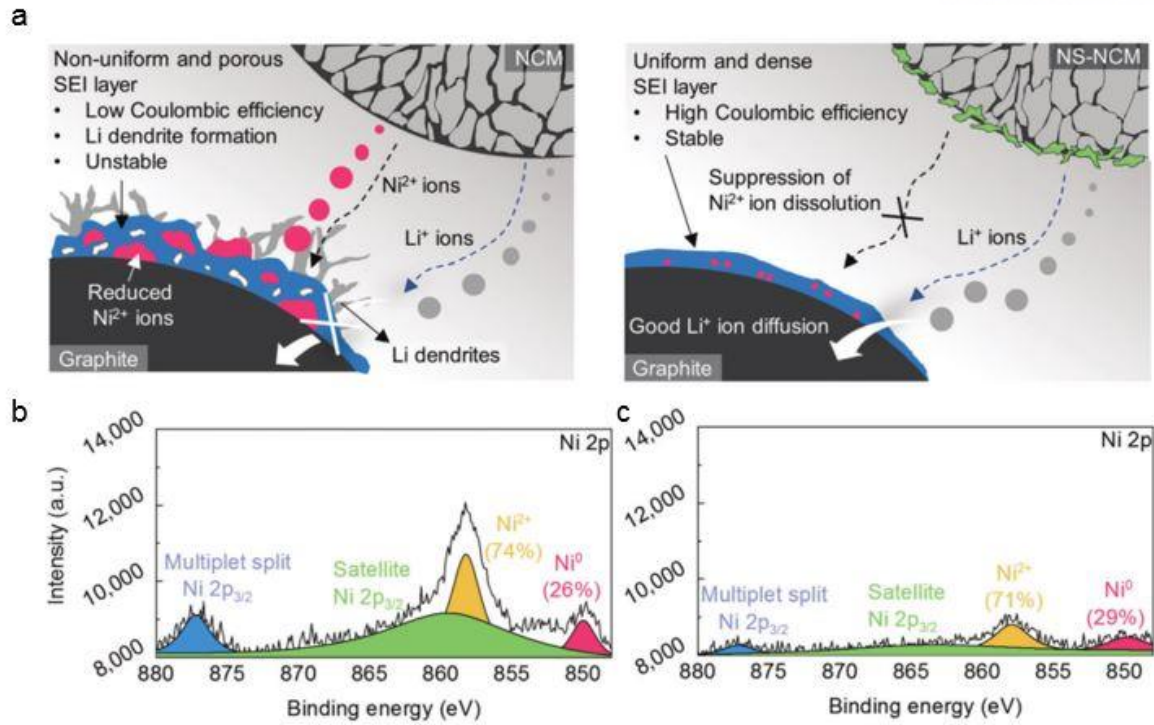 a
Non-uniform and porous
SEI layer
• Low Coulombic efficiency
• Li dendrite formation
• Unstable
NCM
Ni²⁺ ions
Li⁺ ions
Reduced
Ni²⁺ ions
Li dendrites
Graphite
Uniform and dense
SEI layer
• High Coulombic efficiency
• Stable
NS-NCM
Suppression of
Ni²⁺ ion dissolution
Li⁺ ions
Good Li⁺ ion diffusion
Graphite
b
Ni 2p
14,000
12,000
10,000
8,000
Intensity (a.u.)
Multiplet split
Ni 2p₃/₂
Satellite
Ni 2p₃/₂
Ni²⁺
(74%)
Ni⁰
(26%)
880 875 870 865 860 855 850
Binding energy (eV)
c
Ni 2p
14,000
12,000
10,000
8,000
Multiplet split
Ni 2p₃/₂
Satellite
Ni 2p₃/₂
Ni²⁺
(71%)
Ni⁰
(29%)
880 875 870 865 860 855 850
Binding energy (eV)